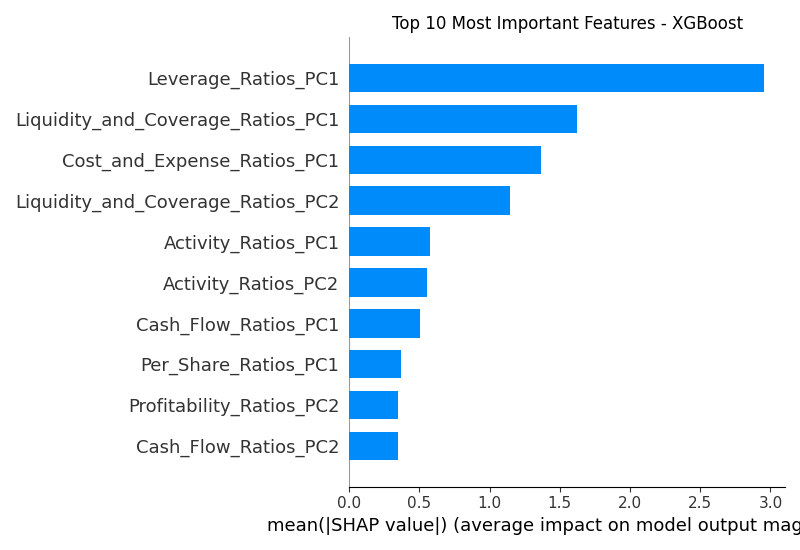 Top 10 Most Important Features - XGBoost
Leverage_Ratios_PC1
Liquidity_and_Coverage_Ratios_PC1
Cost_and_Expense_Ratios_PC1
Liquidity_and_Coverage_Ratios_PC2
Activity_Ratios_PC1
Activity_Ratios_PC2
Cash_Flow_Ratios_PC1
Per_Share_Ratios_PC1
Profitability_Ratios_PC2
Cash_Flow_Ratios_PC2
0.0 0.5 1.0 1.5 2.0 2.5 3.0
mean(|SHAP value|) (average impact on model output mag